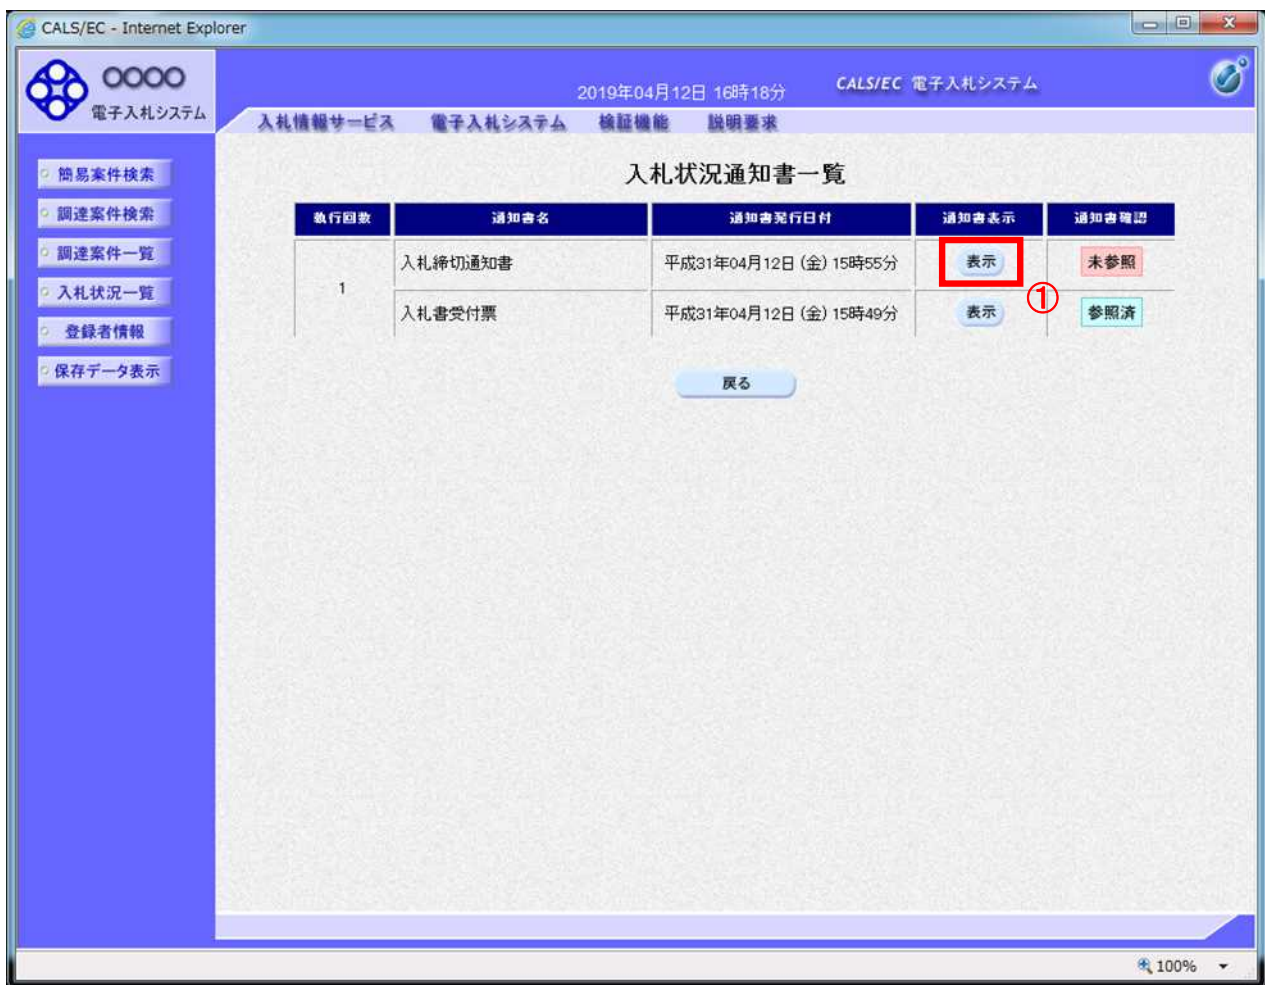 CALS/EC - Internet Explorer
OOOO
電子入札システム
2019年04月12日 16時18分
CALS/EC 電子入札システム
入札情報サービス 電子入札システム 検証機能 説明要求
簡易案件検索
調達案件検索
調達案件一覧
入札状況一覧
登録者情報
保存データ表示
入札状況通知書一覧
執行回数 通知書名 通知書発行日付 通知書表示 通知書確認
1
入札締切通知書 平成31年04月12日(金)15時55分 表示 未参照
①
入札書受付票 平成31年04月12日(金)15時49分 表示 参照済
戻る
100%